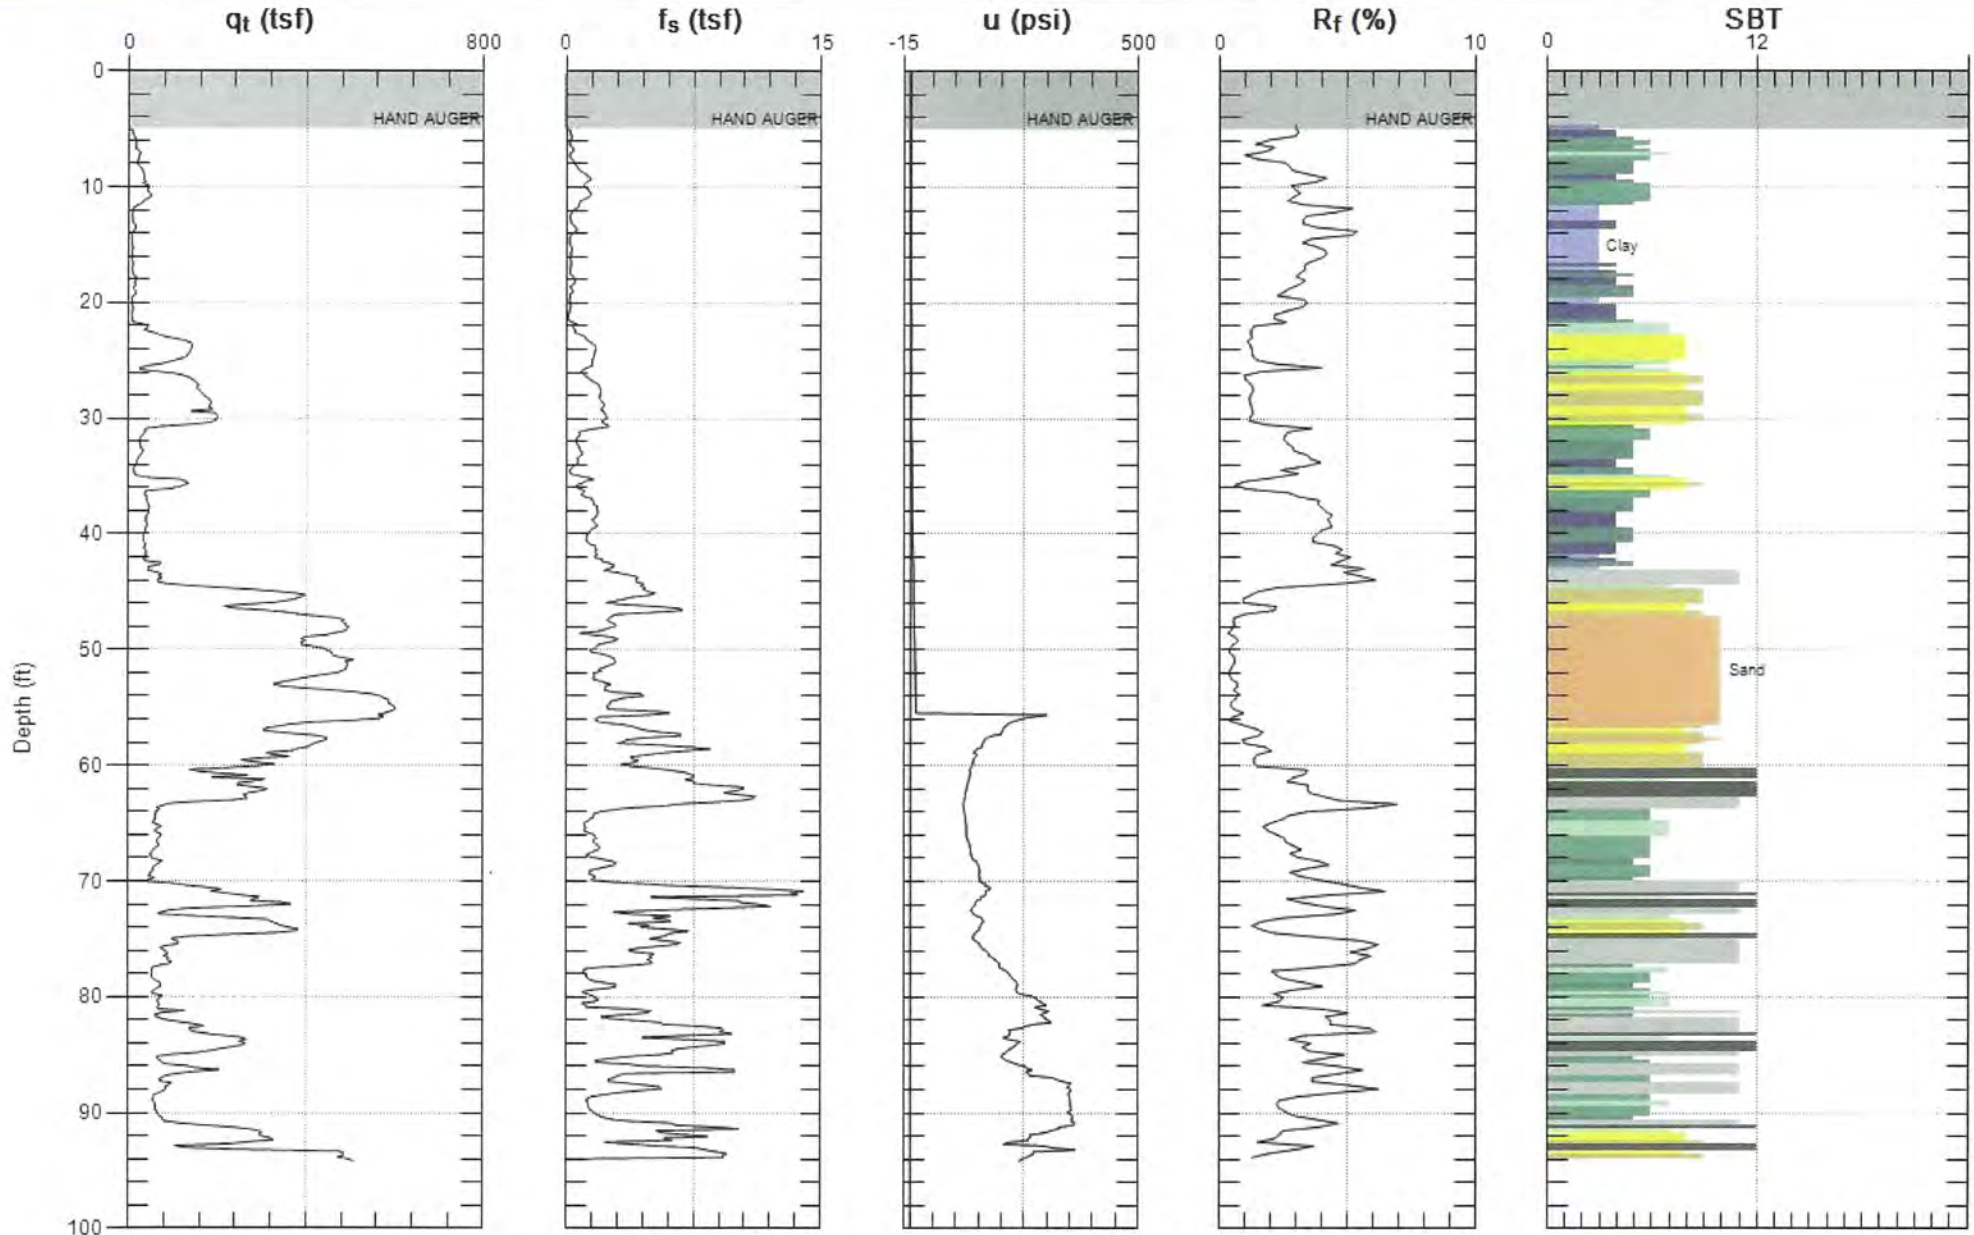 qt (tsf) fs (tsf) u (psi) Rf (%) SBT
0 800 0 15 -15 500 0 10 0 12
0
HAND AUGER HAND AUGER HAND AUGER HAND AUGER
10
Clay
20
30
40
50
Sand
Depth (ft)
60
70
80
90
100